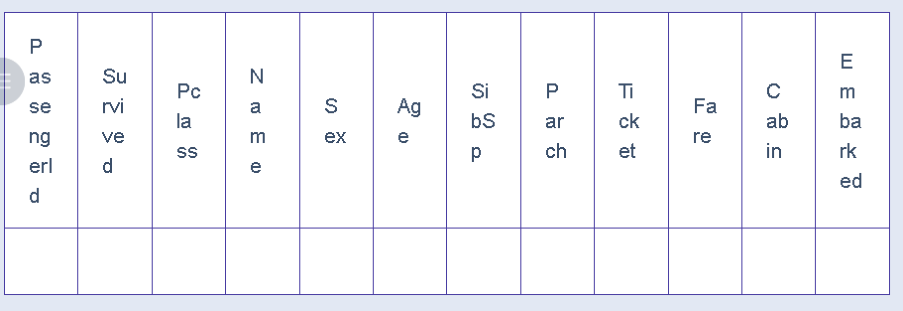 P
as
se
ng
erI
d
Su
rvi
ve
d
Pc
la
ss
N
a
m
e
S
ex
Ag
e
Si
bS
p
P
ar
ch
Ti
ck
et
Fa
re
C
ab
in
E
m
ba
rk
ed